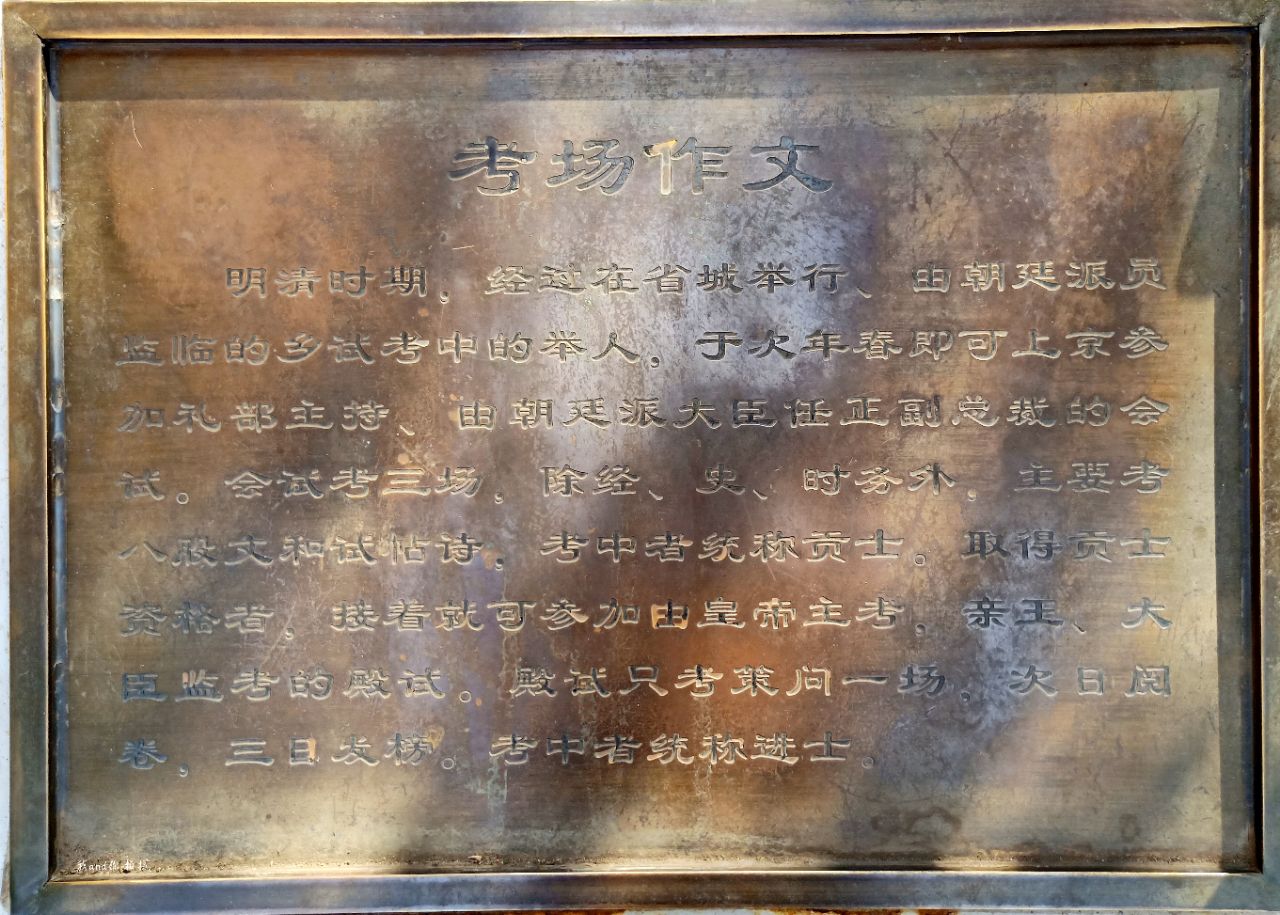 考场作文
明清时期，经过在省城举行、由朝廷派员
监临的乡试考中的举人，于次年春即可上京参
加礼部主持、由朝廷派大臣任正副总裁的会
试。会试考三场，除经、史、时务外，主要考
八股文和试帖诗，考中者统称贡士。取得贡士
资格者，接着就可参加由皇帝主考，亲王、大
臣监考的殿试。殿试只考策问一场，次日阅
卷，三日发榜。考中者统称进士。